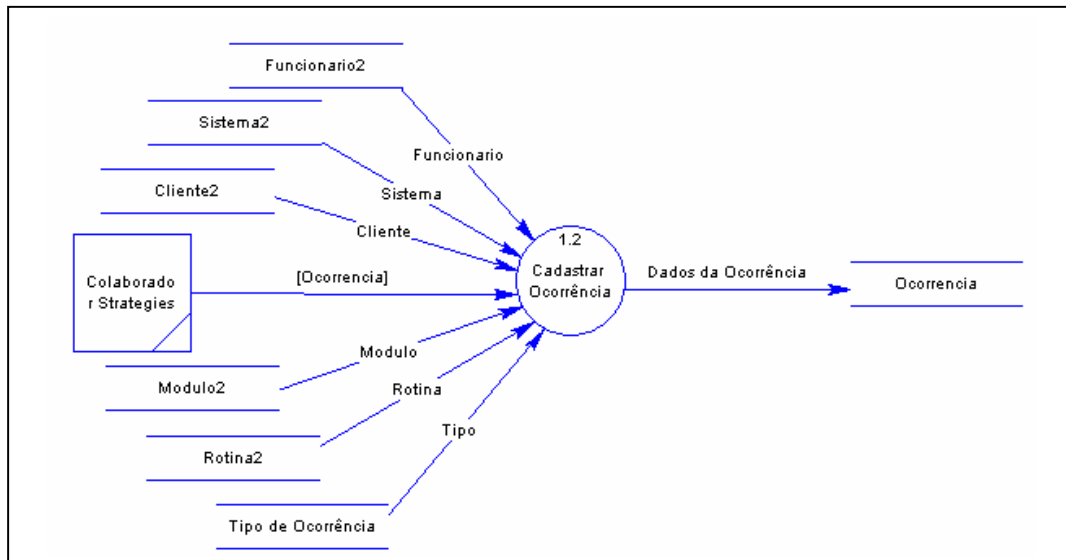 Funcionario2
Sistema2
Funcionario
Cliente2
Sistema
Cliente
1.2
Cadastrar
Ocorrência
Colaborado
r Strategies
[Ocorrencia]
Dados da Ocorrência
Ocorrencia
Modulo
Modulo2
Rotina
Rotina2
Tipo
Tipo de Ocorrência